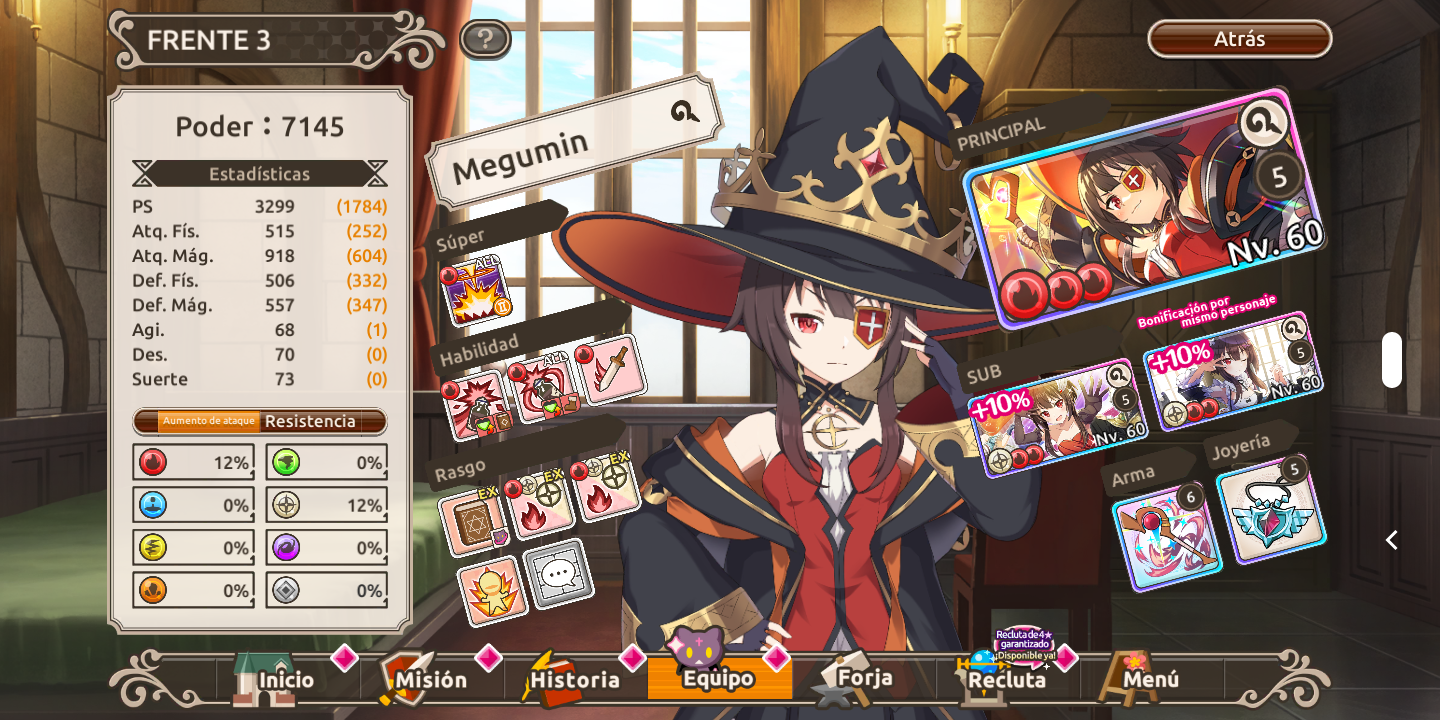 FRENTE 3
?
Atrás
Poder : 7145
Estadísticas
PS 3299 (1784)
Atq. Fís. 515 (252)
Atq. Mág. 918 (604)
Def. Fís. 506 (332)
Def. Mág. 557 (347)
Agi. 68 (1)
Des. 70 (0)
Suerte 73 (0)
Aumento de ataque Resistencia
12% 0%
0% 12%
0% 0%
0% 0%
Megumin
Súper
AEL
II
Habilidad
AEL
Rasgo
EX
EX
EX
PRINCIPAL
5
Nv. 60
Bonificación por
mismo personaje
SUB
+10%
5
Nv. 60
+10%
5
Nv. 60
Arma
6
Joyería
5
Inicio
Misión
Historia
Equipo
Forja
Recluta de 4★
garantizado
¡Disponible ya!
Recluta
Menú